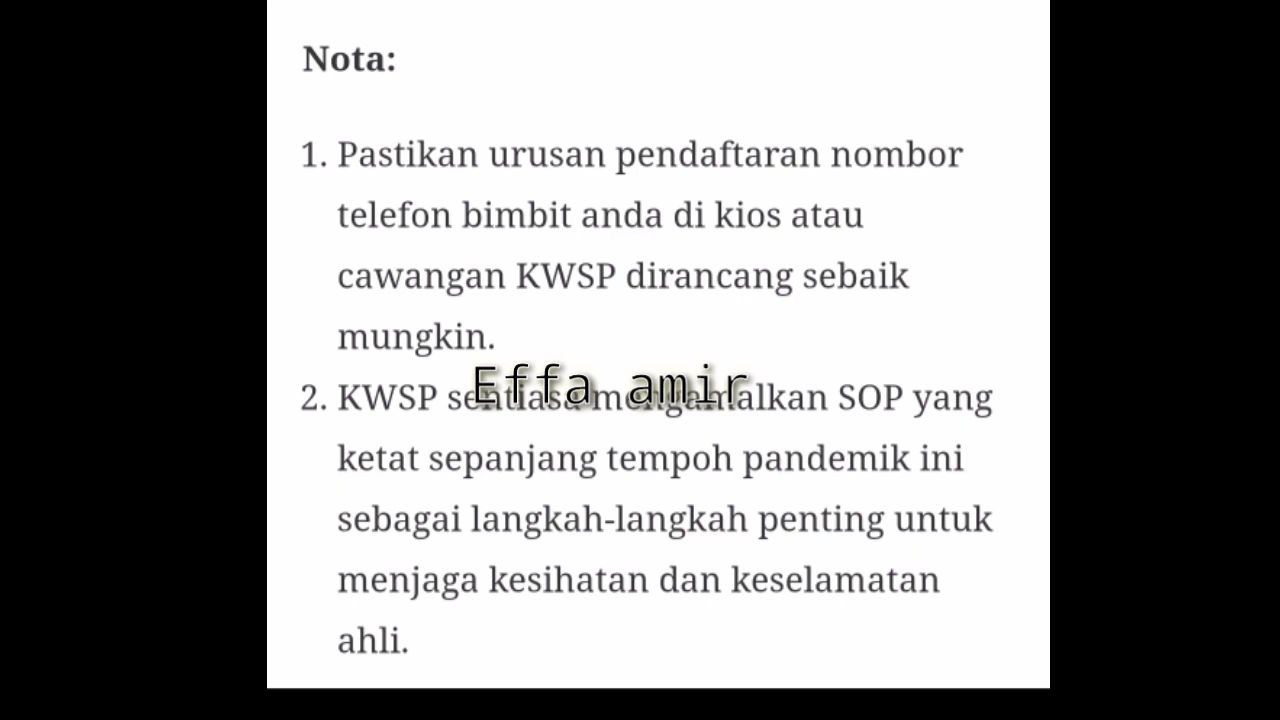 Nota:
1. Pastikan urusan pendaftaran nombor
telefon bimbit anda di kios atau
cawangan KWSP dirancang sebaik
mungkin.
Effa amir
2. KWSP sentiasa mengamalkan SOP yang
ketat sepanjang tempoh pandemik ini
sebagai langkah-langkah penting untuk
menjaga kesihatan dan keselamatan
ahli.